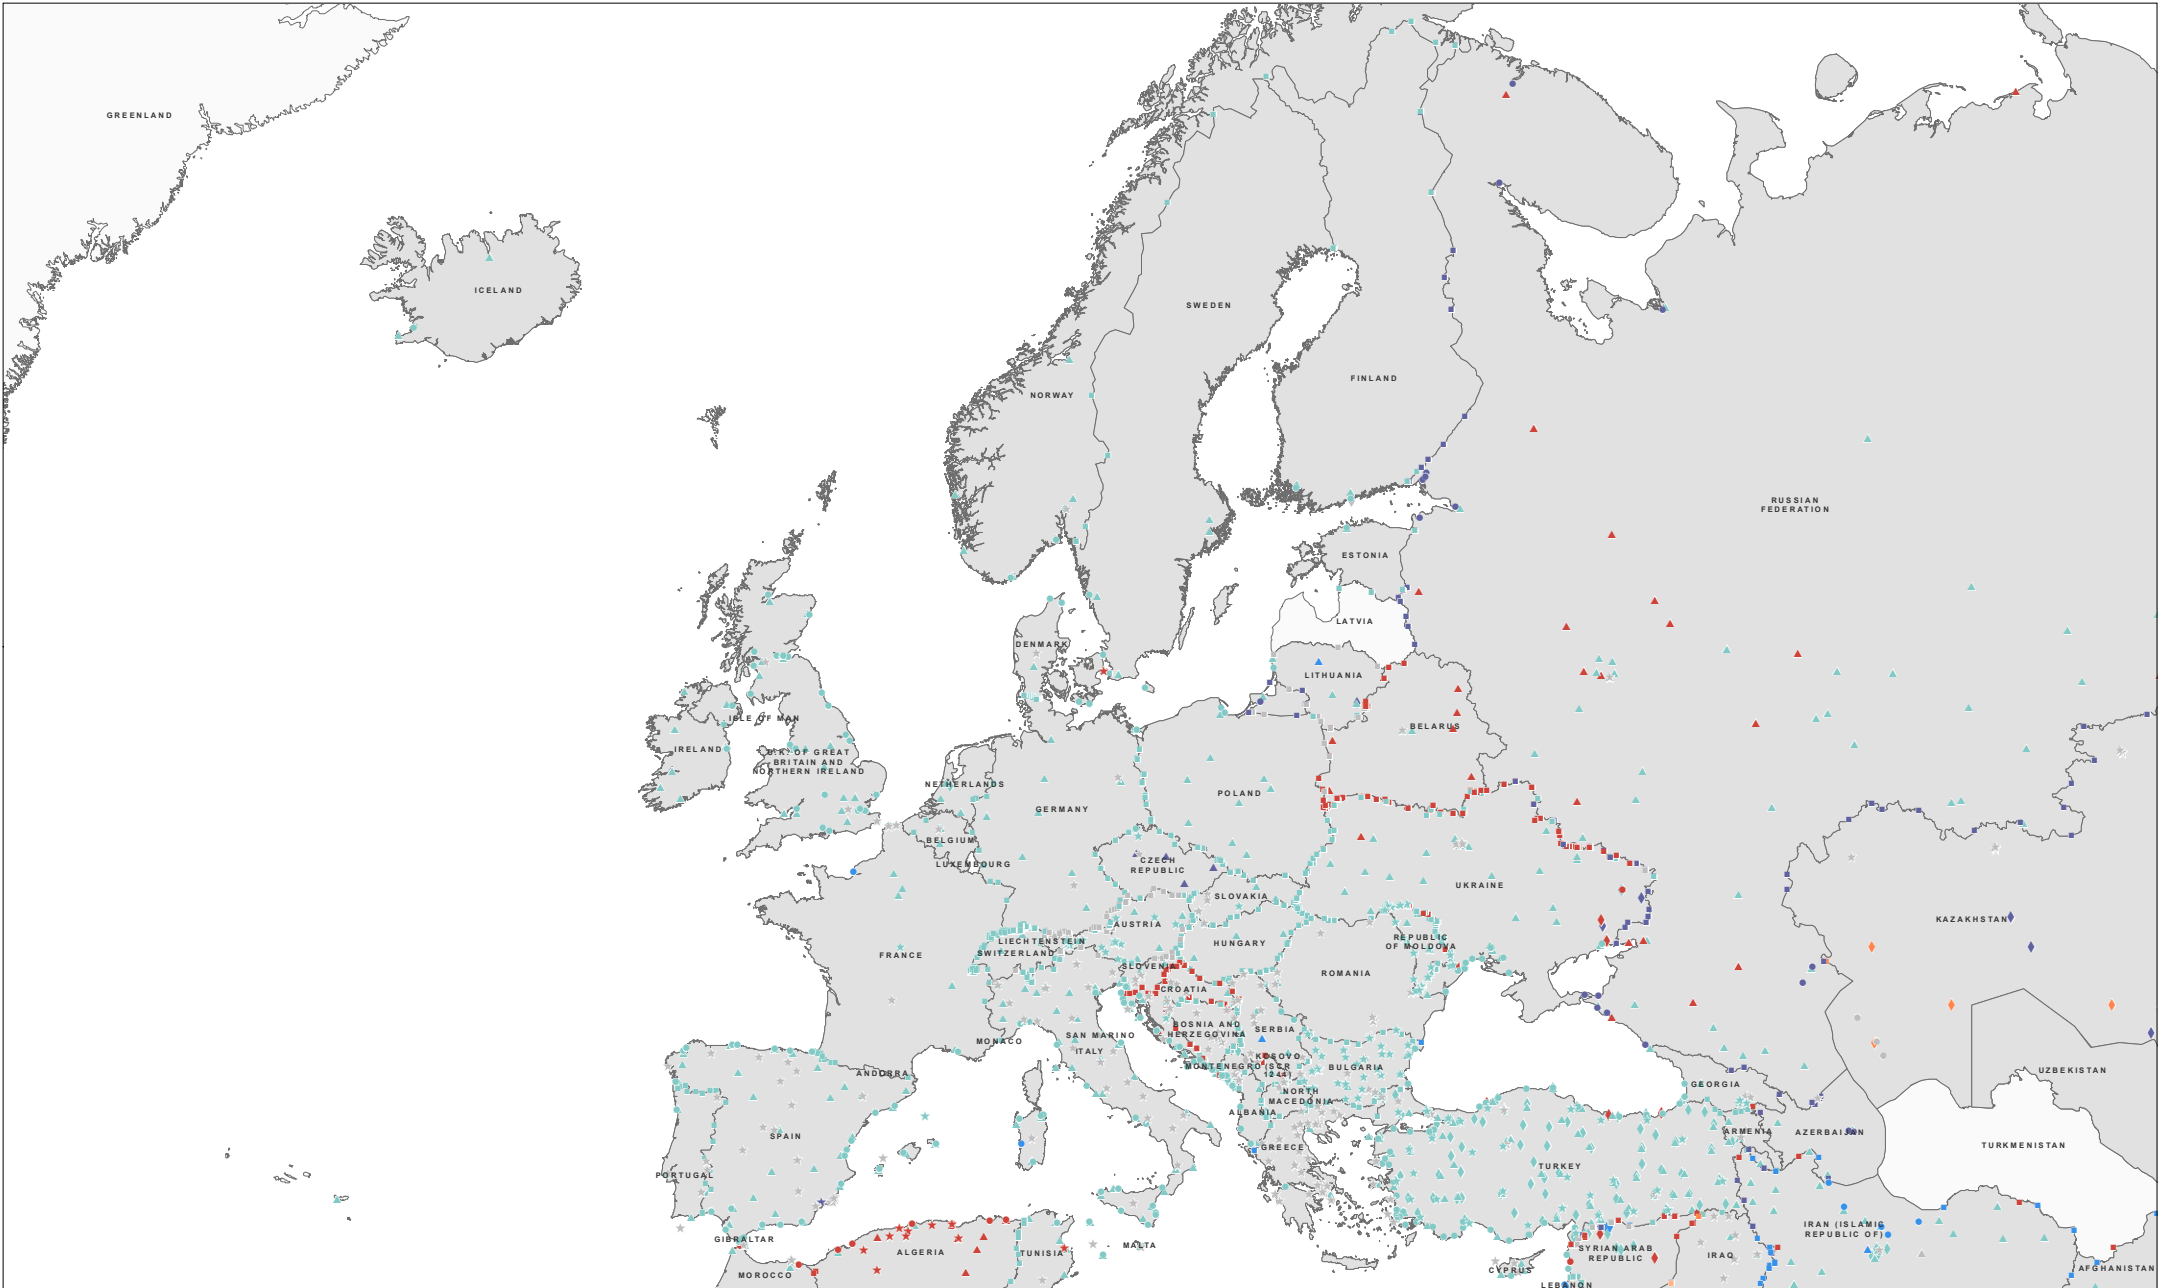 GREENLAND
ICELAND
SWEDEN
FINLAND
NORWAY
RUSSIAN
FEDERATION
ESTONIA
LATVIA
DENMARK
LITHUANIA
ISLE OF MAN
BELARUS
IRELAND
U.K. OF GREAT
BRITAIN AND
NORTHERN IRELAND
NETHERLANDS
POLAND
GERMANY
BELGIUM
LUXEMBOURG
CZECH
REPUBLIC
UKRAINE
SLOVAKIA
KAZAKHSTAN
AUSTRIA
LIECHTENSTEIN
HUNGARY
REPUBLIC
OF MOLDOVA
FRANCE
SWITZERLAND
SLOVENIA
ROMANIA
CROATIA
BOSNIA AND
HERZEGOVINA
SERBIA
SAN MARINO
MONACO
ITALY
KOSOVO
(SCR
1244)
MONTENEGRO
BULGARIA
ANDORRA
UZBEKISTAN
GEORGIA
NORTH
MACEDONIA
ALBANIA
SPAIN
ARMENIA
AZERBAIJAN
GREECE
TURKMENISTAN
TURKEY
PORTUGAL
GIBRALTAR
MALTA
ALGERIA
TUNISIA
SYRIAN ARAB
REPUBLIC
IRAQ
IRAN (ISLAMIC
REPUBLIC OF)
MOROCCO
CYPRUS
AFGHANISTAN
LEBANON